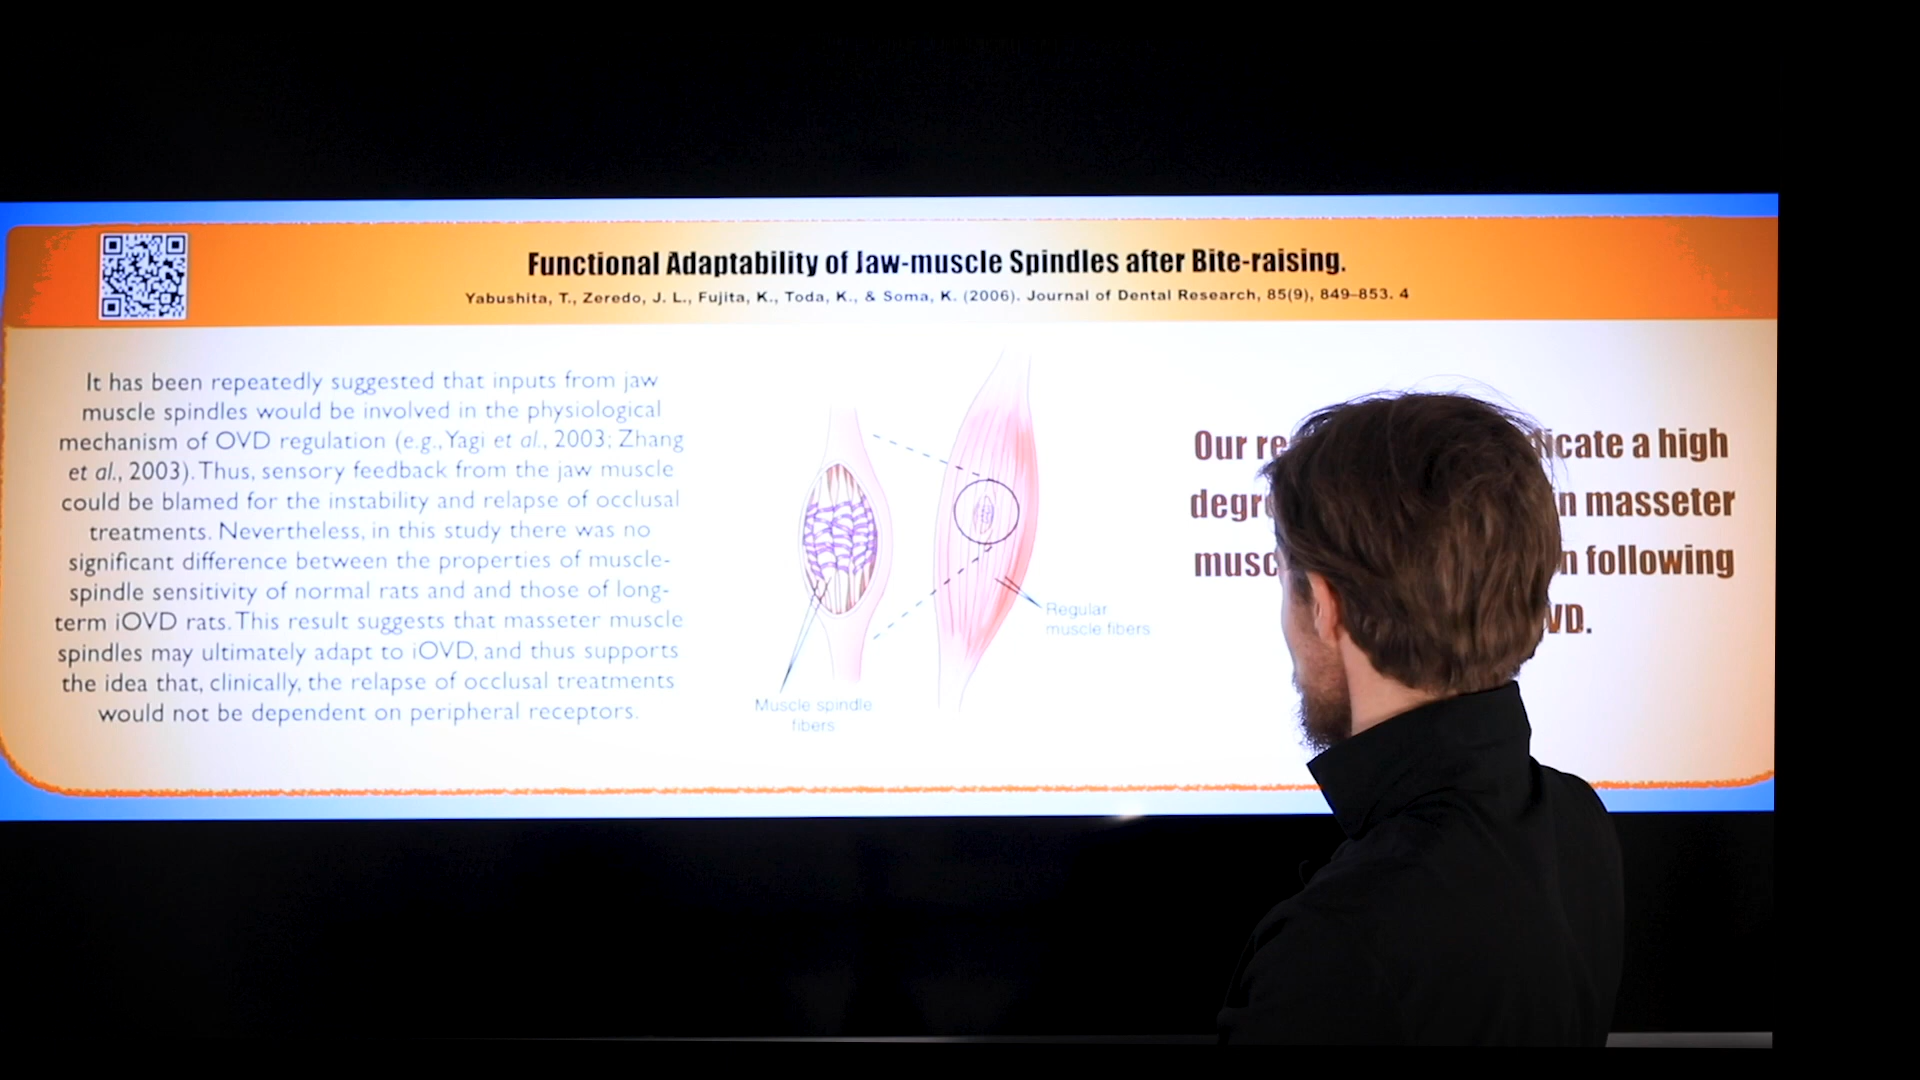 Functional Adaptability of Jaw-muscle Spindles after Bite-raising.
Yabushita, T., Zeredo, J. L., Fujita, K., Toda, K., & Soma, K. (2006). Journal of Dental Research, 85(9), 849–853. 4
It has been repeatedly suggested that inputs from jaw
muscle spindles would be involved in the physiological
mechanism of OVD regulation (e.g., Yagi et al., 2003; Zhang
et al., 2003). Thus, sensory feedback from the jaw muscle
could be blamed for the instability and relapse of occlusal
treatments. Nevertheless, in this study there was no
significant difference between the properties of muscle-
spindle sensitivity of normal rats and and those of long-
term iOVD rats. This result suggests that masseter muscle
spindles may ultimately adapt to iOVD, and thus supports
the idea that, clinically, the relapse of occlusal treatments
would not be dependent on peripheral receptors.
Muscle spindle
fibers
Regular
muscle fibers
Our a high
masseter
following